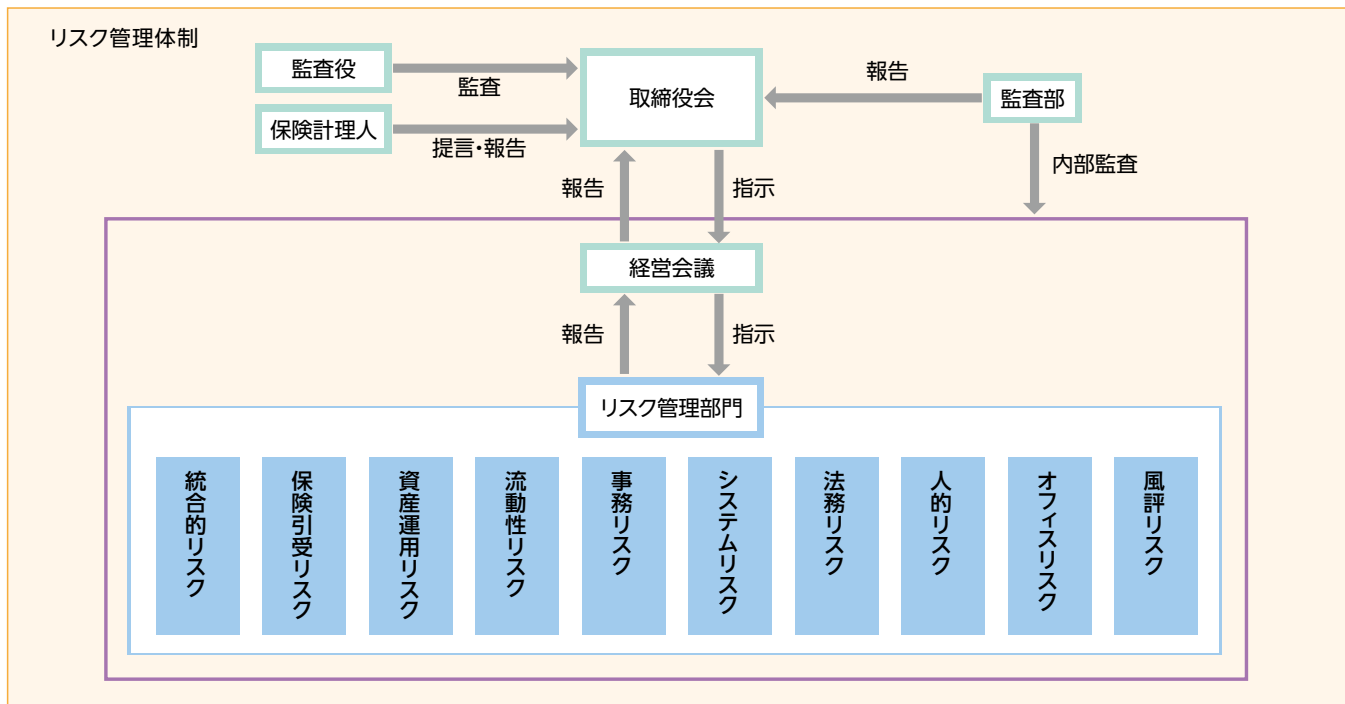 リスク管理体制
監査役
監査
取締役会
報告
監査部
保険計理人
提言・報告
内部監査
報告
指示
経営会議
報告
指示
リスク管理部門
統合的リスク
保険引受リスク
資産運用リスク
流動性リスク
事務リスク
システムリスク
法務リスク
人的リスク
オフィスリスク
風評リスク